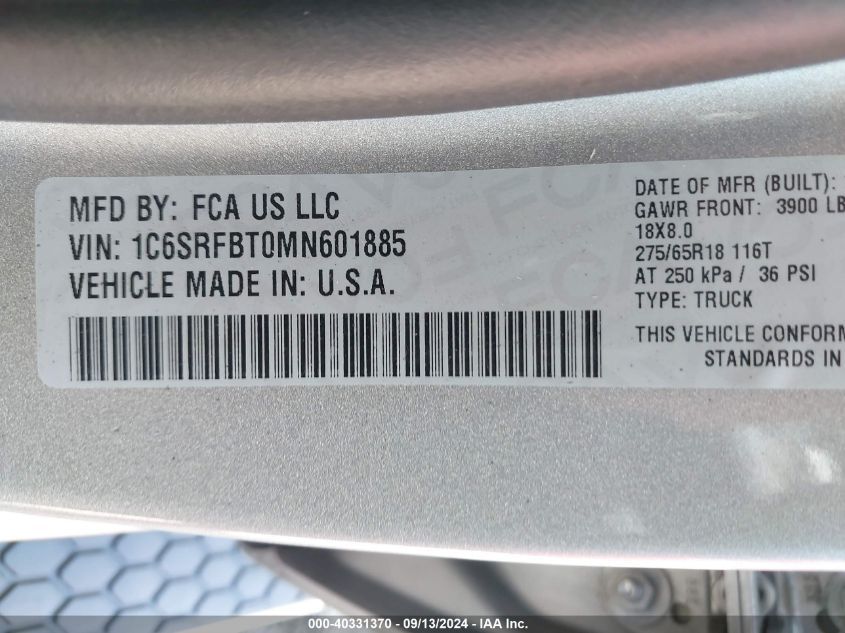 MFD BY: FCA US LLC
VIN: 1C6SRFBT0MN601885
VEHICLE MADE IN: U.S.A.
DATE OF MFR (BUILT):
GAWR FRONT: 3900 LB
18X8.0
275/65R18 116T
AT 250 kPa / 36 PSI
TYPE: TRUCK
THIS VEHICLE CONFORM
STANDARDS IN
000-40331370 - 09/13/2024 - IAA Inc.